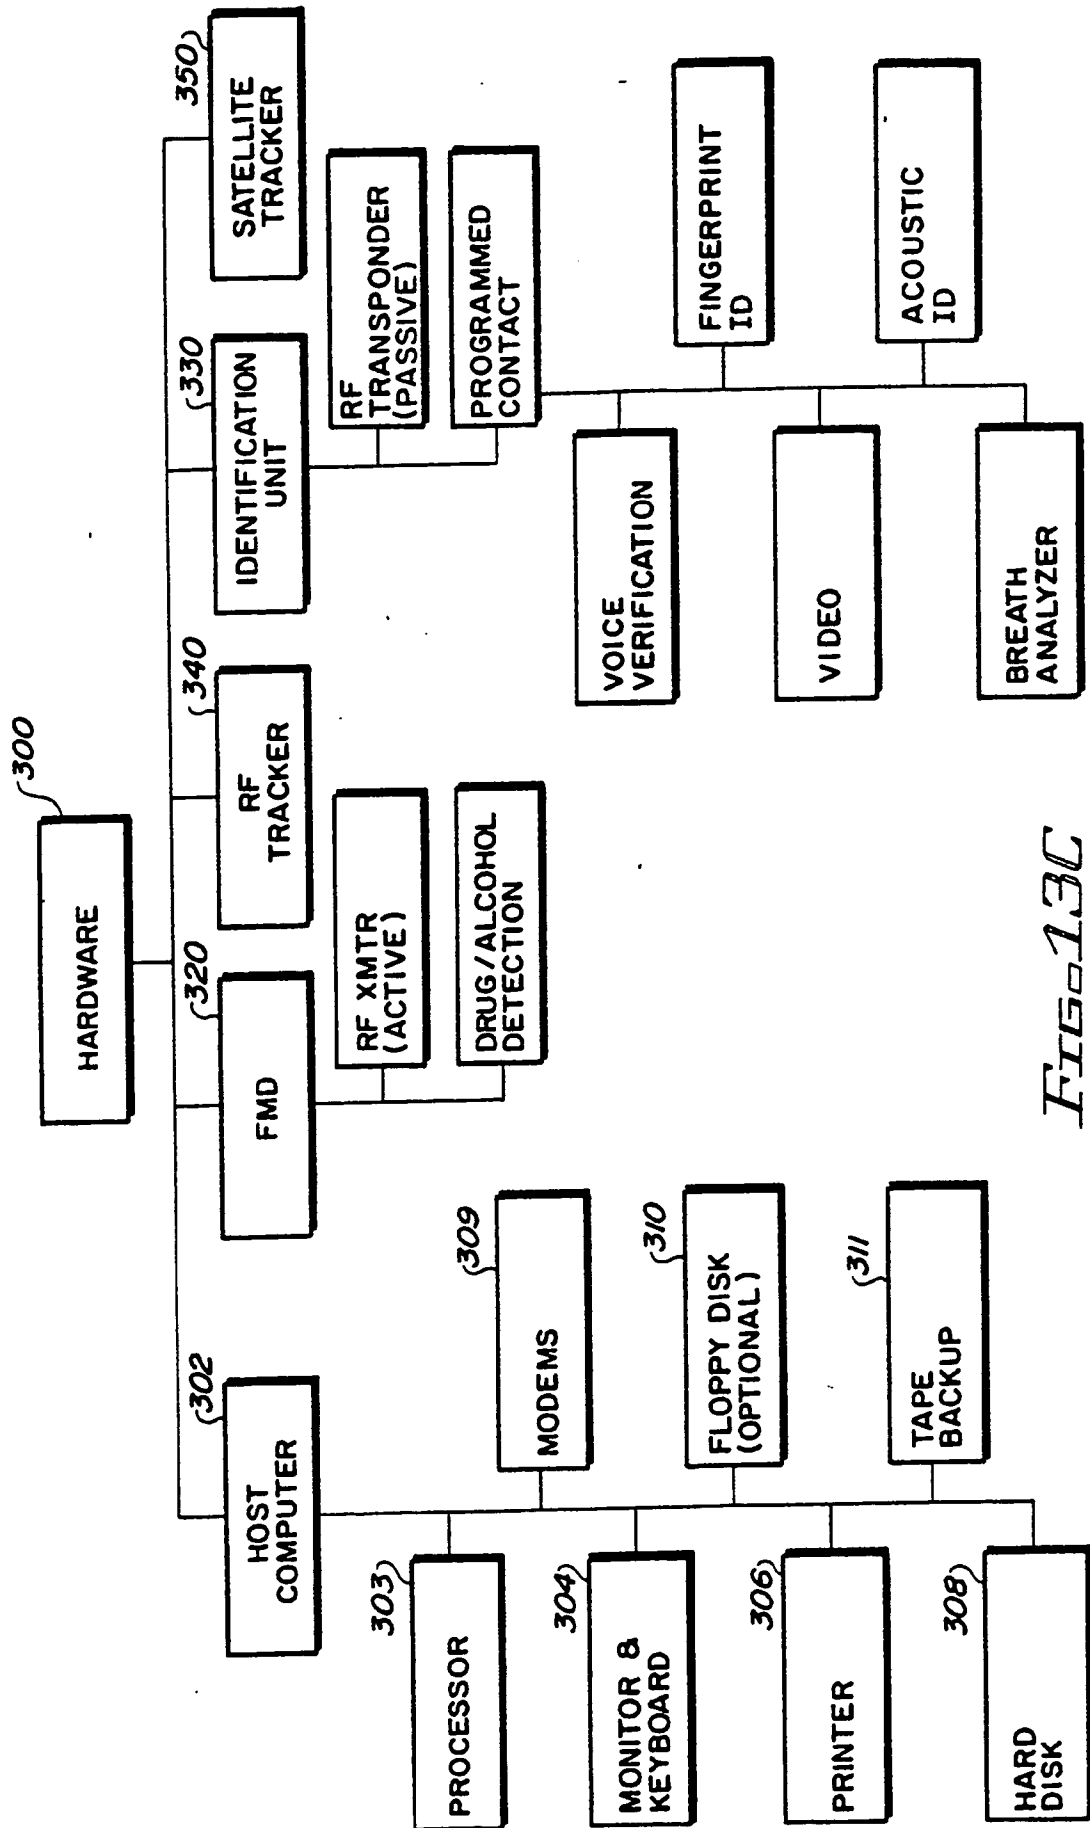 300
HARDWARE
302
HOST
COMPUTER
320
FMD
340
RF
TRACKER
330
IDENTIFICATION
UNIT
350
SATELLITE
TRACKER
303
PROCESSOR
304
MONITOR &
KEYBOARD
306
PRINTER
308
HARD
DISK
309
MODEMS
310
FLOPPY DISK
(OPTIONAL)
311
TAPE
BACKUP
RF XMTR
(ACTIVE)
DRUG/ALCOHOL
DETECTION
RF
TRANSPONDER
(PASSIVE)
PROGRAMMED
CONTACT
VOICE
VERIFICATION
VIDEO
BREATH
ANALYZER
FINGERPRINT
ID
ACOUSTIC
ID
FIG-13C